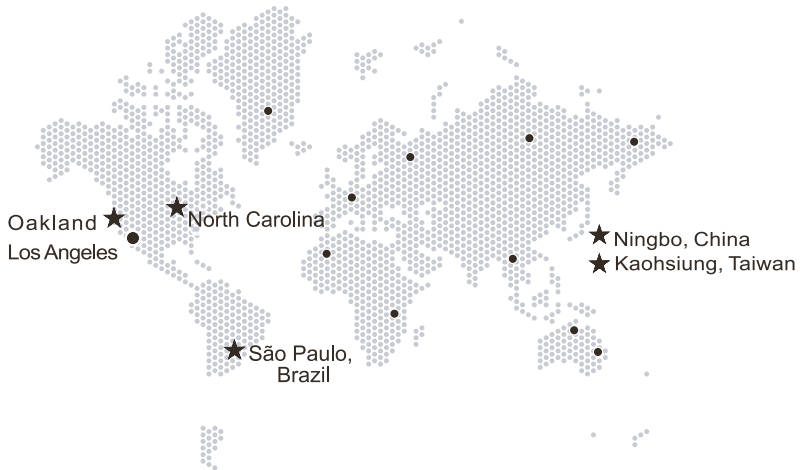 Oakland
North Carolina
Los Angeles
Ningbo, China
Kaohsiung, Taiwan
São Paulo,
Brazil